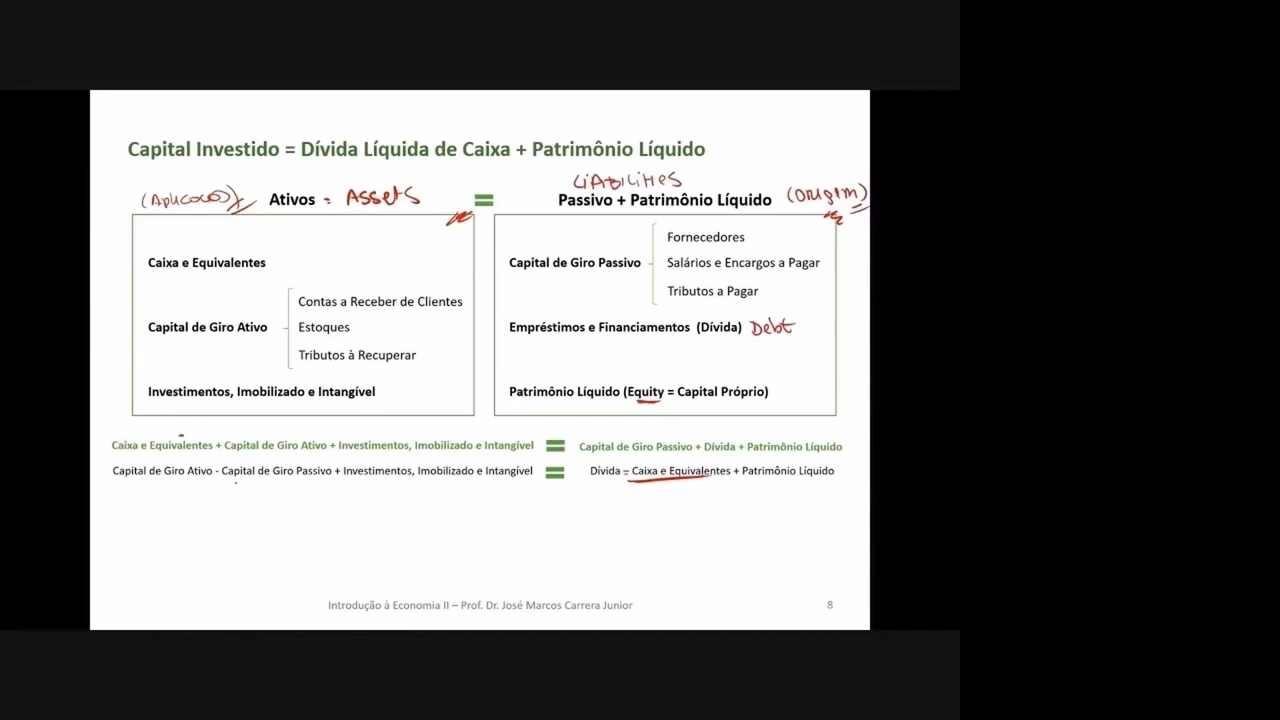 Capital Investido = Dívida Líquida de Caixa + Patrimônio Líquido
LIABILITIES
Ativos = Assets = Passivo + Patrimônio Líquido (Origem)
Caixa e Equivalentes
Capital de Giro Ativo
Contas a Receber de Clientes
Estoques
Tributos à Recuperar
Investimentos, Imobilizado e Intangível
Capital de Giro Passivo
Fornecedores
Salários e Encargos a Pagar
Tributos a Pagar
Empréstimos e Financiamentos (Dívida) Debt
Patrimônio Líquido (Equity = Capital Próprio)
Caixa e Equivalentes + Capital de Giro Ativo + Investimentos, Imobilizado e Intangível = Capital de Giro Passivo + Dívida + Patrimônio Líquido
Capital de Giro Ativo - Capital de Giro Passivo + Investimentos, Imobilizado e Intangível = Dívida - Caixa e Equivalentes + Patrimônio Líquido
Introdução à Economia II – Prof. Dr. José Marcos Carrera Junior 8